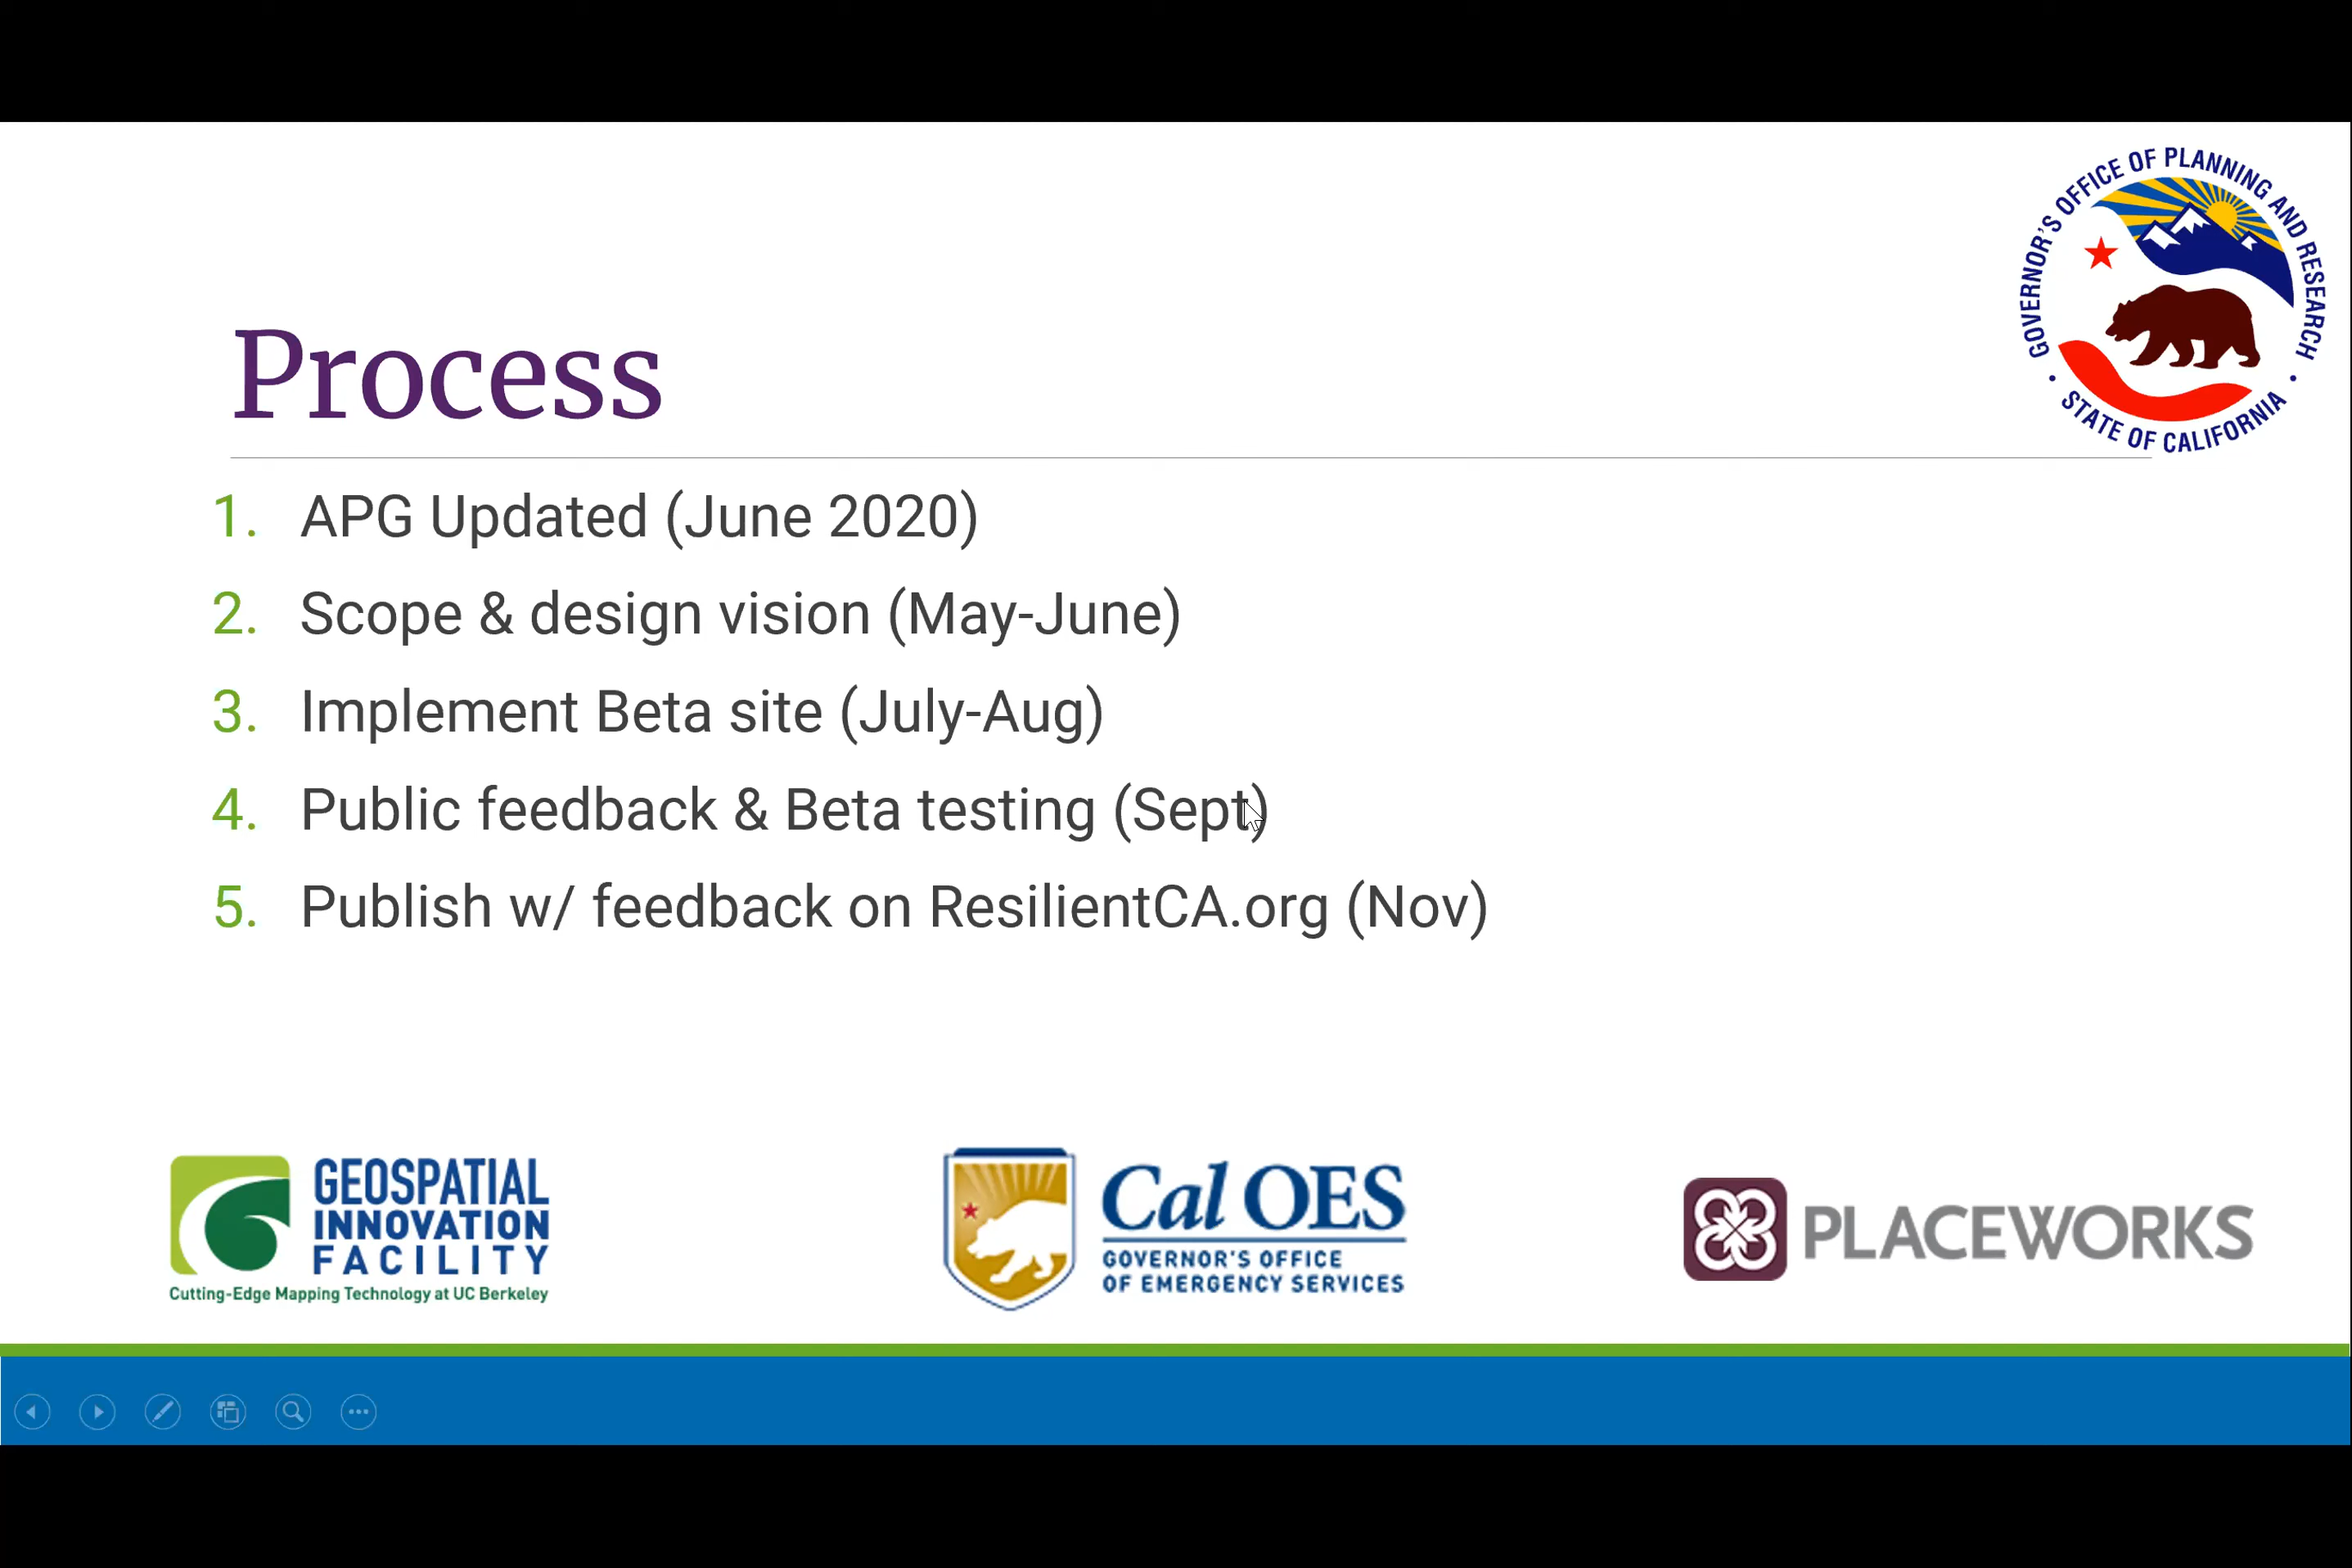 GOVERNOR'S OFFICE OF PLANNING AND RESEARCH
• STATE OF CALIFORNIA •
Process
1. APG Updated (June 2020)
2. Scope & design vision (May-June)
3. Implement Beta site (July-Aug)
4. Public feedback & Beta testing (Sept)
5. Publish w/ feedback on ResilientCA.org (Nov)
GEOSPATIAL
INNOVATION
FACILITY
Cutting-Edge Mapping Technology at UC Berkeley
Cal OES
GOVERNOR'S OFFICE
OF EMERGENCY SERVICES
PLACEWORKS